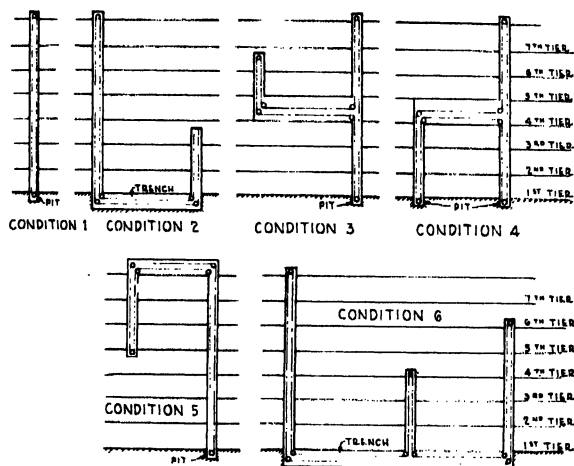 7TH TIER
6TH TIER
5TH TIER
4TH TIER
3RD TIER
2ND TIER
1ST TIER
TRENCH
PIT
PIT
PIT
CONDITION 1
CONDITION 2
CONDITION 3
CONDITION 4
7TH TIER
CONDITION 6
6TH TIER
5TH TIER
4TH TIER
CONDITION 5
3RD TIER
2ND TIER
TRENCH
1ST TIER
PIT